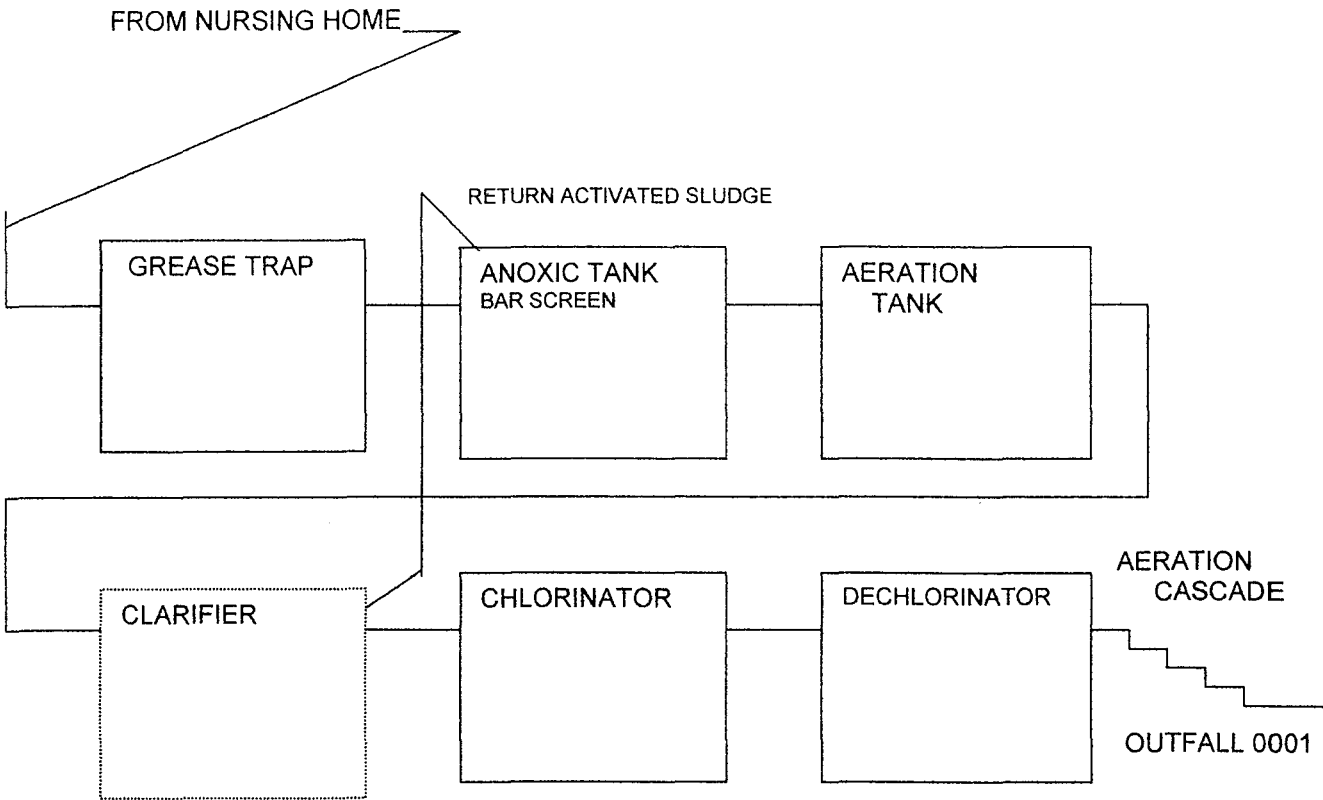 FROM NURSING HOME
RETURN ACTIVATED SLUDGE
GREASE TRAP
ANOXIC TANK
BAR SCREEN
AERATION
TANK
CLARIFIER
CHLORINATOR
DECHLORINATOR
AERATION
CASCADE
OUTFALL 0001